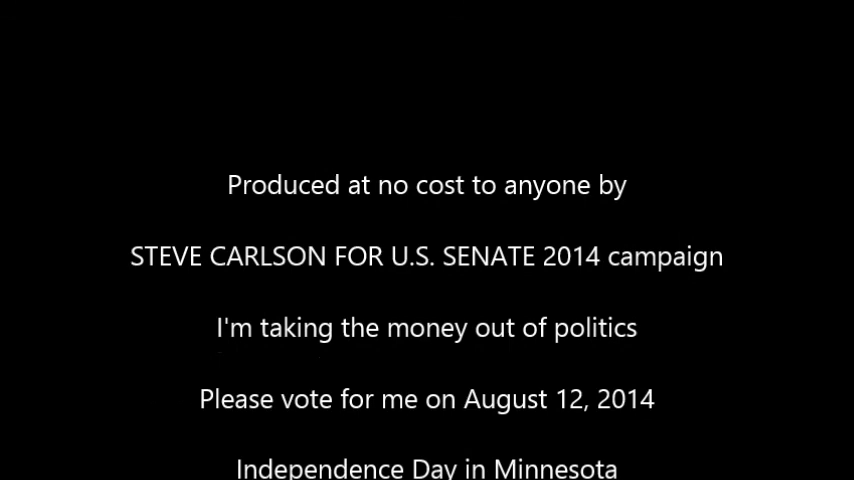 Produced at no cost to anyone by
STEVE CARLSON FOR U.S. SENATE 2014 campaign
I'm taking the money out of politics
Please vote for me on August 12, 2014
Independence Day in Minnesota